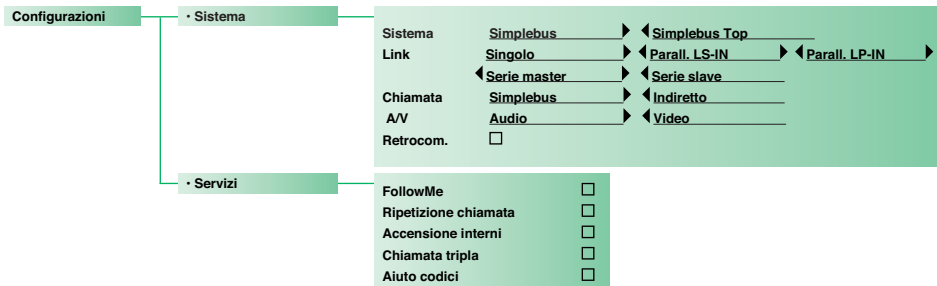 Configurazioni
• Sistema
Sistema Simplebus Simplebus Top
Link Singolo Parall. LS-IN Parall. LP-IN
Serie master Serie slave
Chiamata Simplebus Indiretto
A/V Audio Video
Retrocom.
• Servizi
FollowMe
Ripetizione chiamata
Accensione interni
Chiamata tripla
Aiuto codici